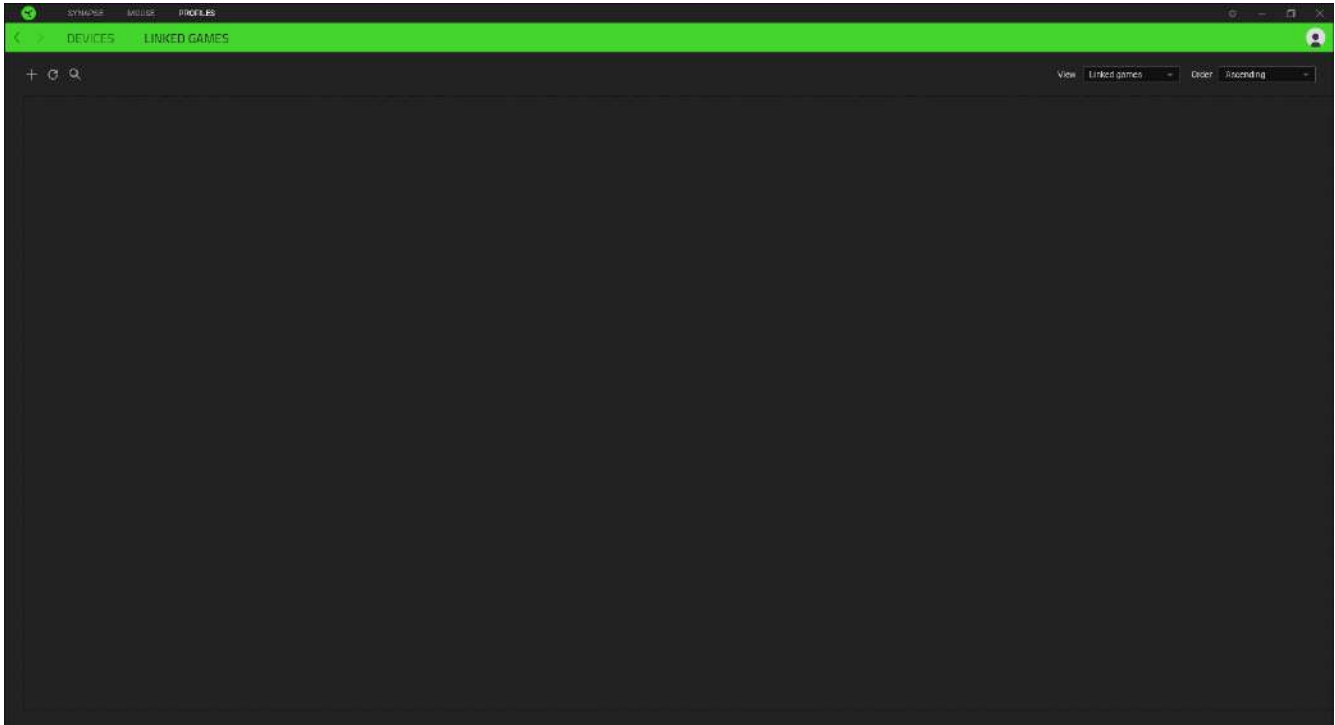 SYNAPSE MOUSE PROFILES
DEVICES LINKED GAMES
View Linked games Order Ascending